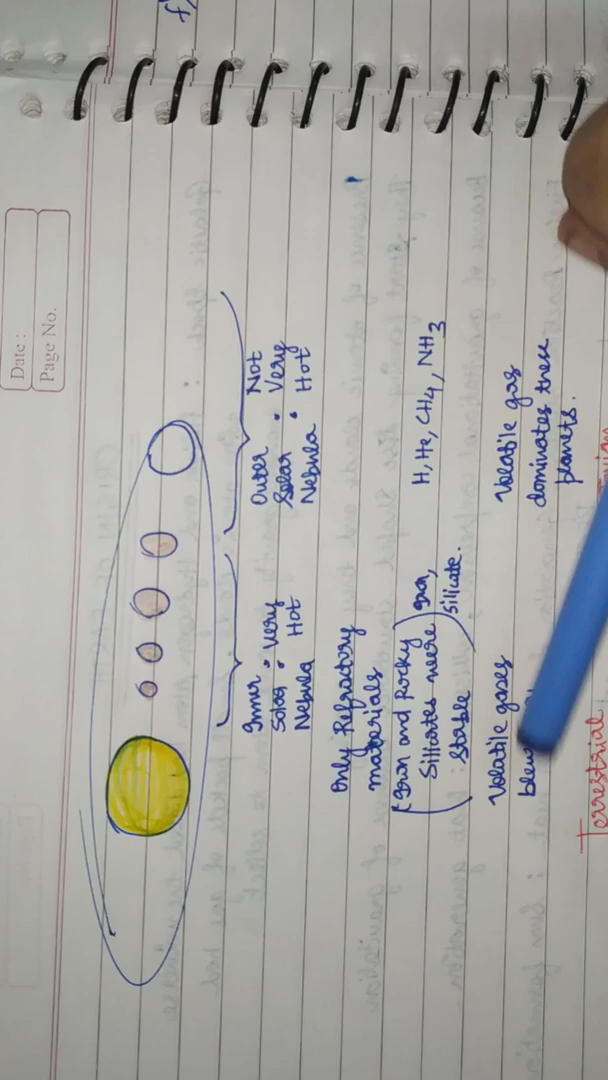 Date :
Page No.
Inner Solar Nebula • Very Hot
Outer Solar Nebula • Not Very Hot
Only Refractory
materials
(Iron and Rocky
Silicates were
Stable
Iron,
Silicate.
H, He, CH4, NH3
Volatile gases
Volatile gas
dominates these
planets.
Terrestrial